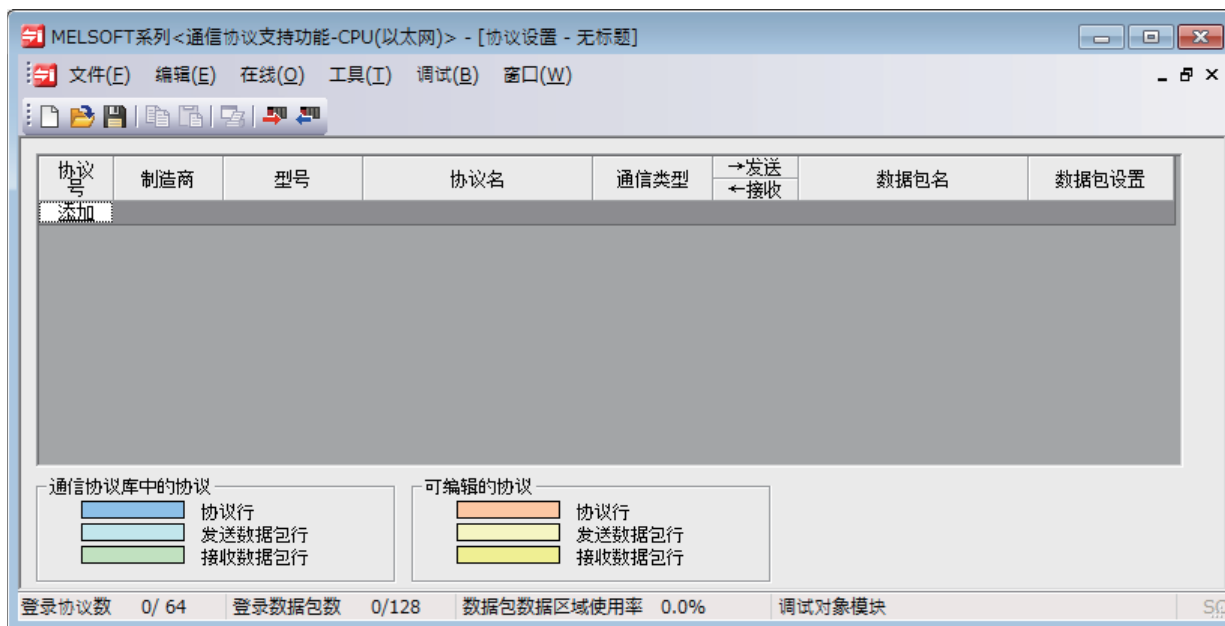 MELSOFT系列<通信协议支持功能-CPU(以太网)> - [协议设置 - 无标题]
文件(F) 编辑(E) 在线(O) 工具(T) 调试(B) 窗口(W)
协议号 制造商 型号 协议名 通信类型 →发送 ←接收 数据包名 数据包设置
添加
通信协议库中的协议
协议行
发送数据包行
接收数据包行
可编辑的协议
协议行
发送数据包行
接收数据包行
登录协议数 0/ 64 登录数据包数 0/128 数据包数据区域使用率 0.0% 调试对象模块